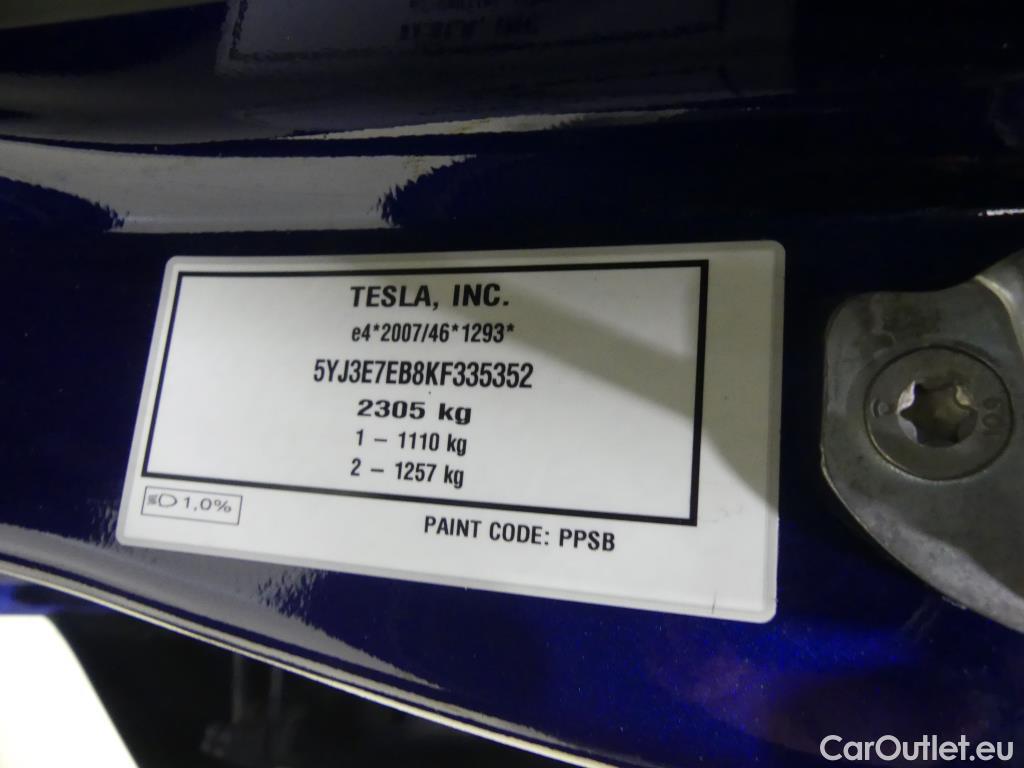 TESLA, INC.
e4*2007/46*1293*
5YJ3E7EB8KF335352
2305 kg
1 – 1110 kg
2 – 1257 kg
1,0%
PAINT CODE: PPSB
109
CarOutlet.eu